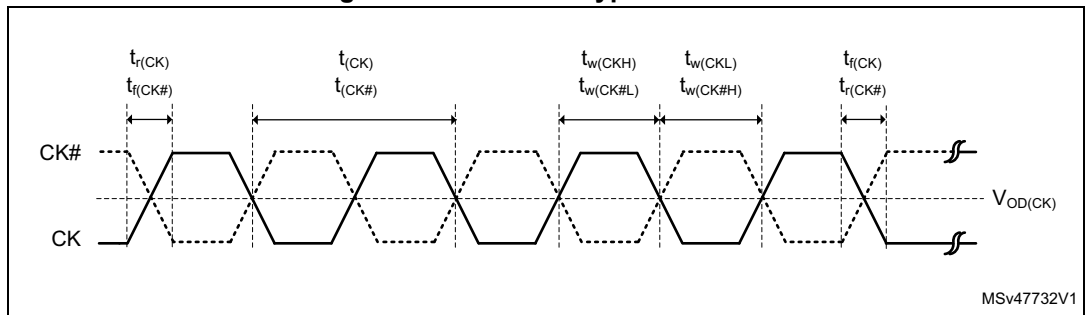 t_r(CK) t_(CK) t_w(CKH) t_w(CKL) t_f(CK)
t_f(CK#) t_(CK#) t_w(CK#L) t_w(CK#H) t_r(CK#)
CK#
V_OD(CK)
CK
MSv47732V1